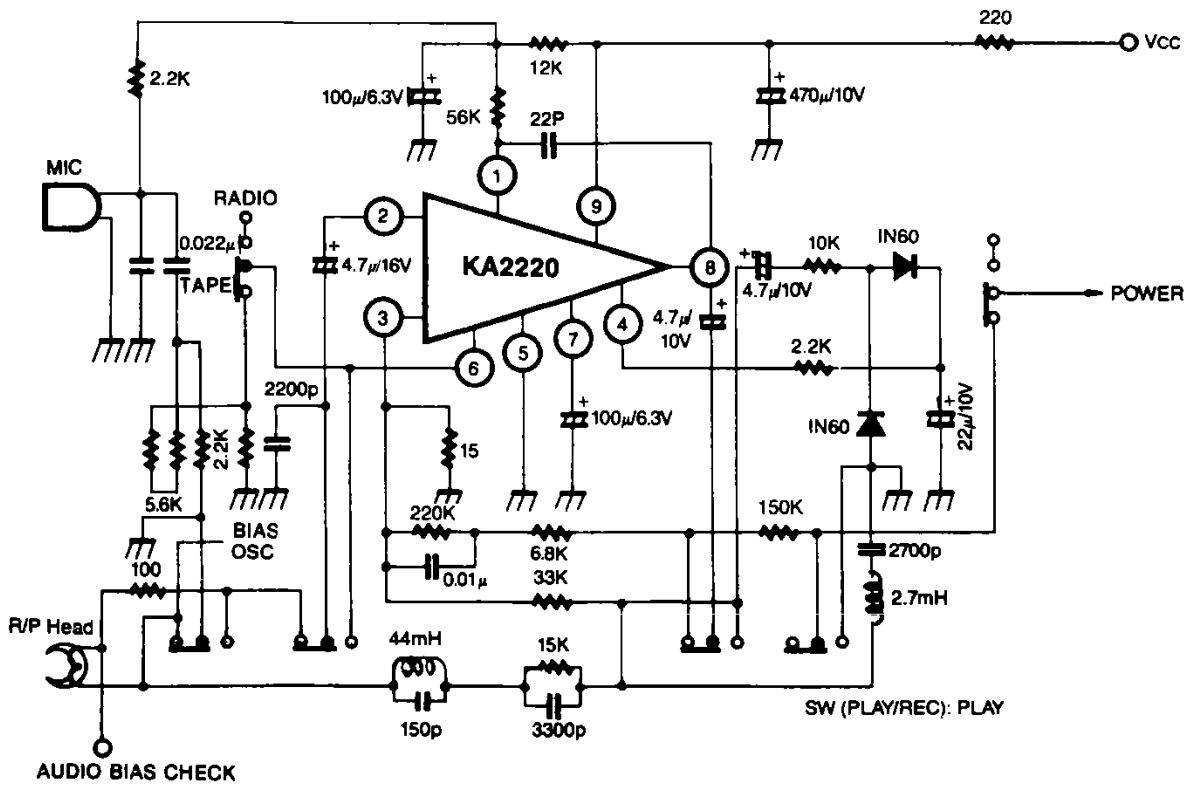 220
VCC
2.2K
12K
100μ/6.3V
470μ/10V
56K
22P
MIC
1
RADIO
2
9
0.022μ
10K
IN60
4.7μ/16V
KA2220
8
TAPE
4.7μ/10V
POWER
3
4.7μ/
10V
6
5
7
4
2.2K
2200p
100μ/6.3V
IN60
22μ/10V
2.2K
15
5.6K
220K
150K
BIAS
OSC
6.8K
2700p
100
0.01μ
33K
2.7mH
R/P Head
44mH
15K
150p
3300p
SW (PLAY/REC): PLAY
AUDIO BIAS CHECK
+
+
+
+
+
+
+
+